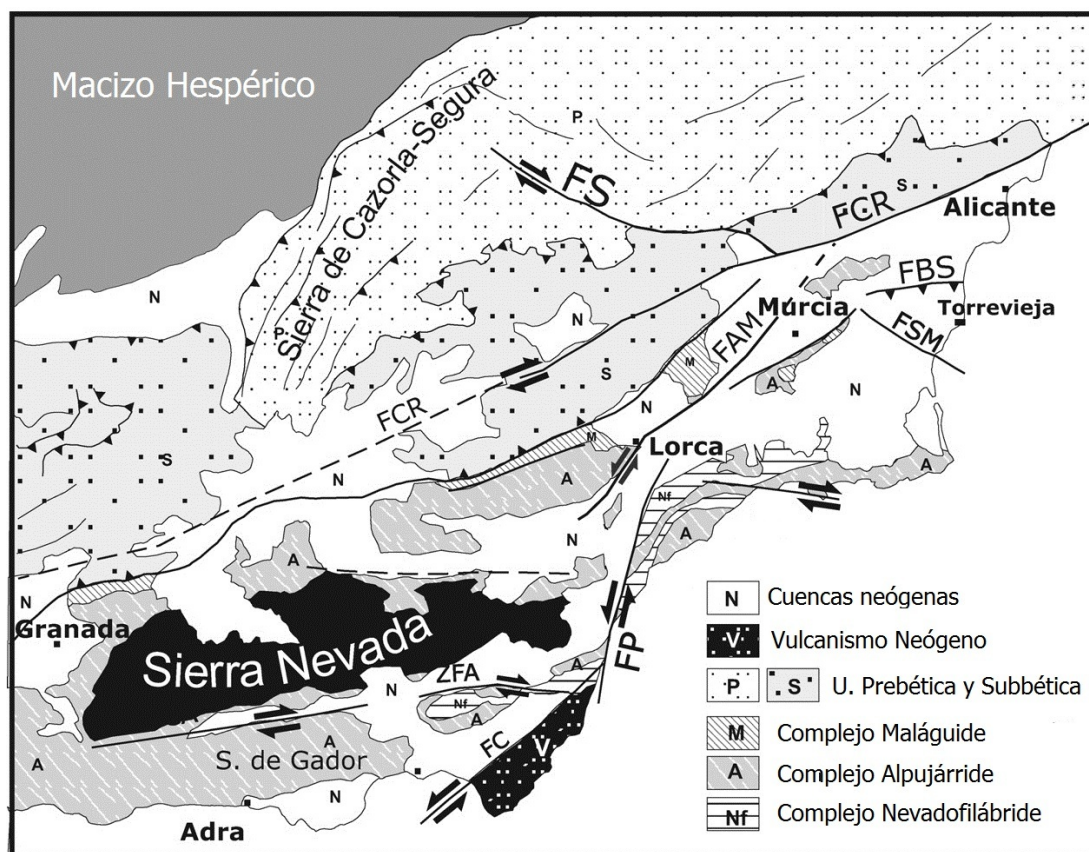 Macizo Hespérico
Sierra de Cazorla-Segura
P
FS
S
FCR
Alicante
N
P
FBS
Múrcia
Torrevieja
FAM
FSM
N
M
S
A
N
FCR
N
S
M
Lorca
N
A
A
Nf
N
A
A
N
Granada
Sierra Nevada
FP
ZFA
A
N
Nf
A
A
A
S. de Gador
FC
V
N
Adra
N Cuencas neógenas
V Vulcanismo Neógeno
P S U. Prebética y Subbética
M Complejo Maláguide
A Complejo Alpujárride
Nf Complejo Nevadofilábride